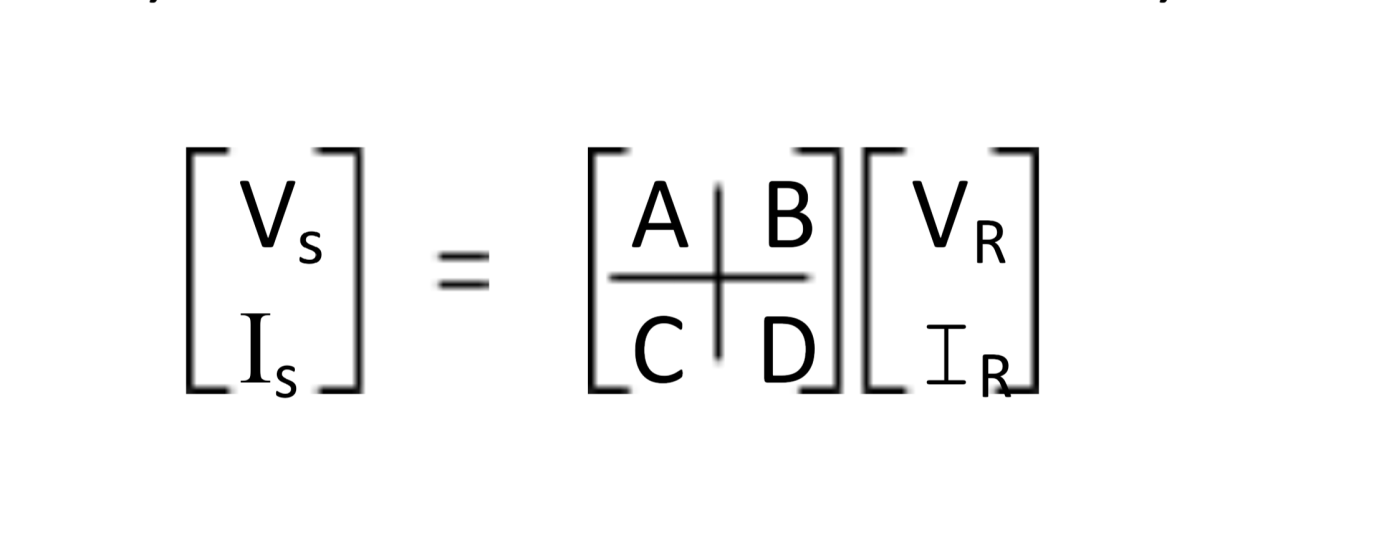 [Vs Is] = [A B C D] [VR IR]